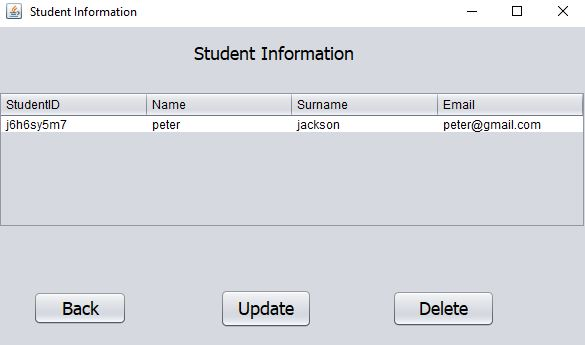 Student Information
Student Information
StudentID Name Surname Email
j6h6sy5m7 peter jackson peter@gmail.com
Back Update Delete